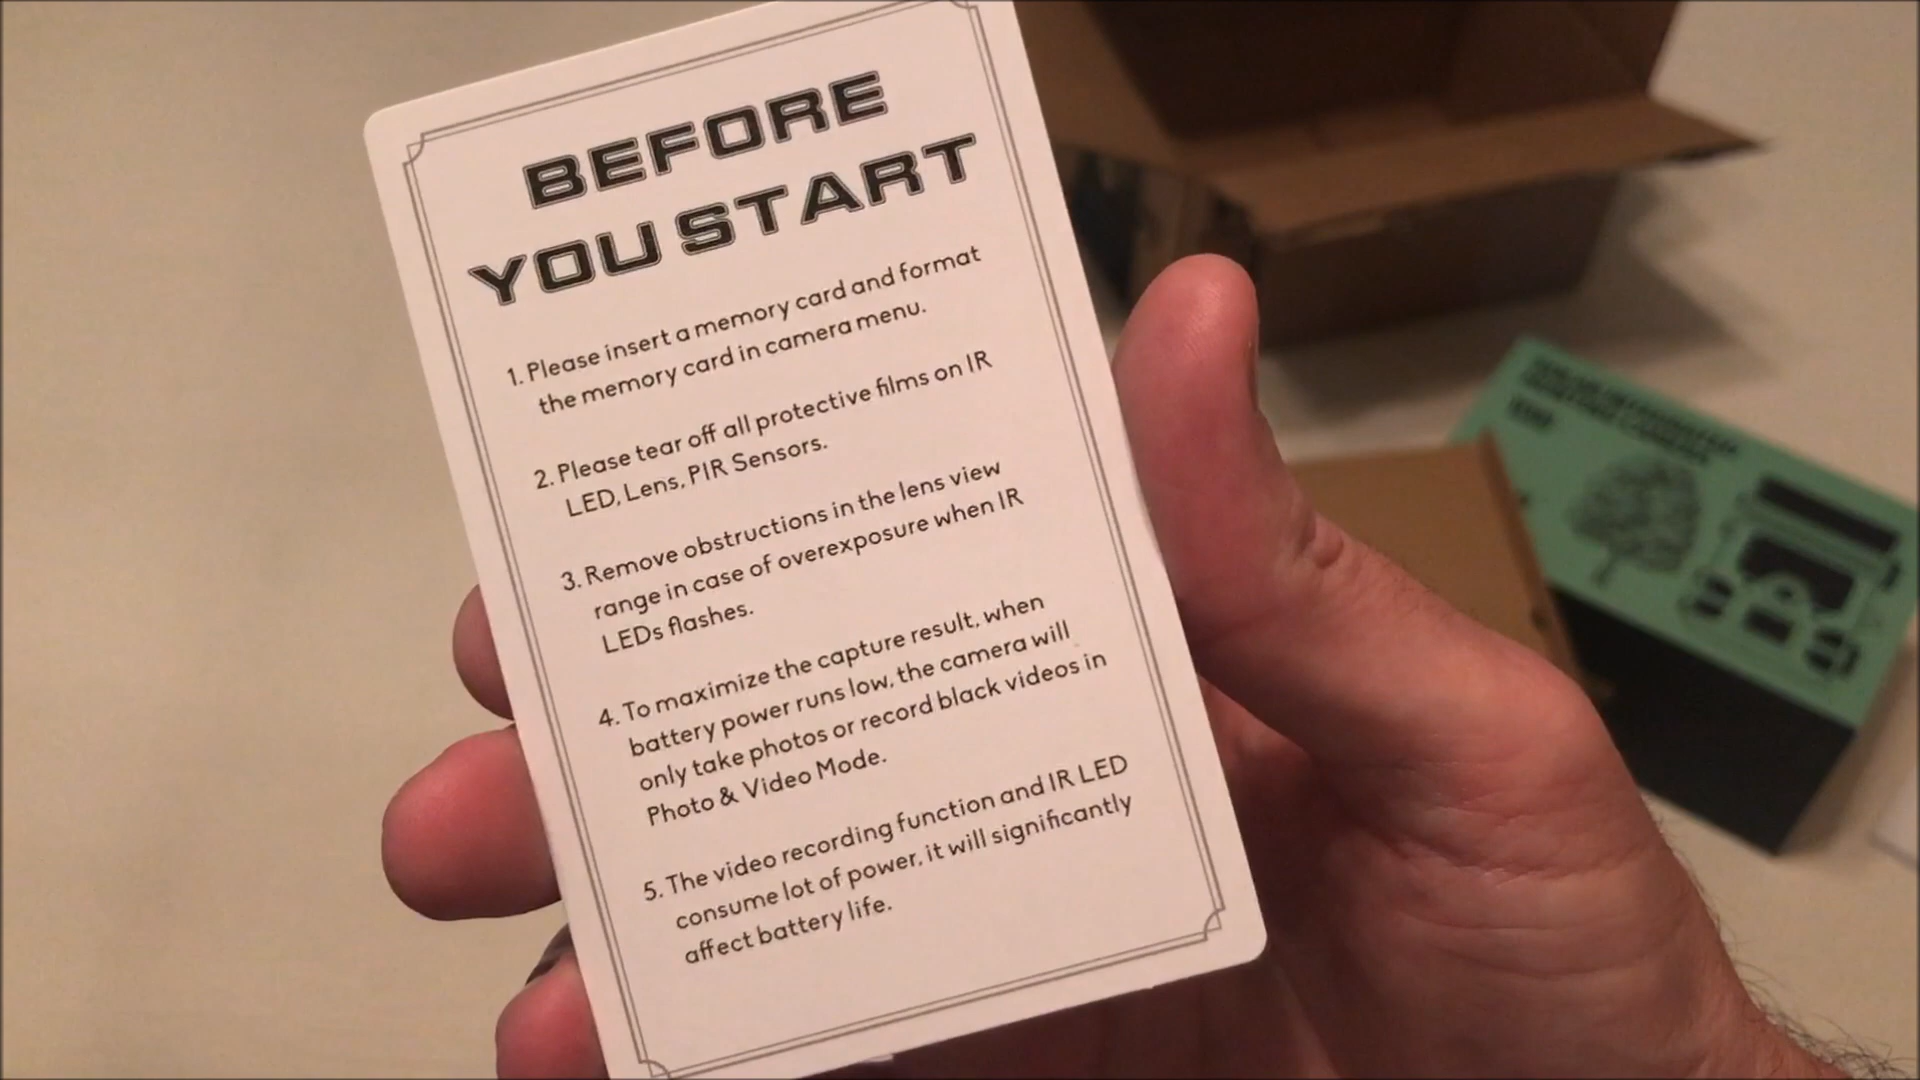 BEFORE
YOU START
1. Please insert a memory card and format
the memory card in camera menu.
2. Please tear off all protective films on IR
LED, Lens, PIR Sensors.
3. Remove obstructions in the lens view
range in case of overexposure when IR
LEDs flashes.
4. To maximize the capture result, when
battery power runs low, the camera will
only take photos or record black videos in
Photo & Video Mode.
5. The video recording function and IR LED
consume lot of power, it will significantly
affect battery life.